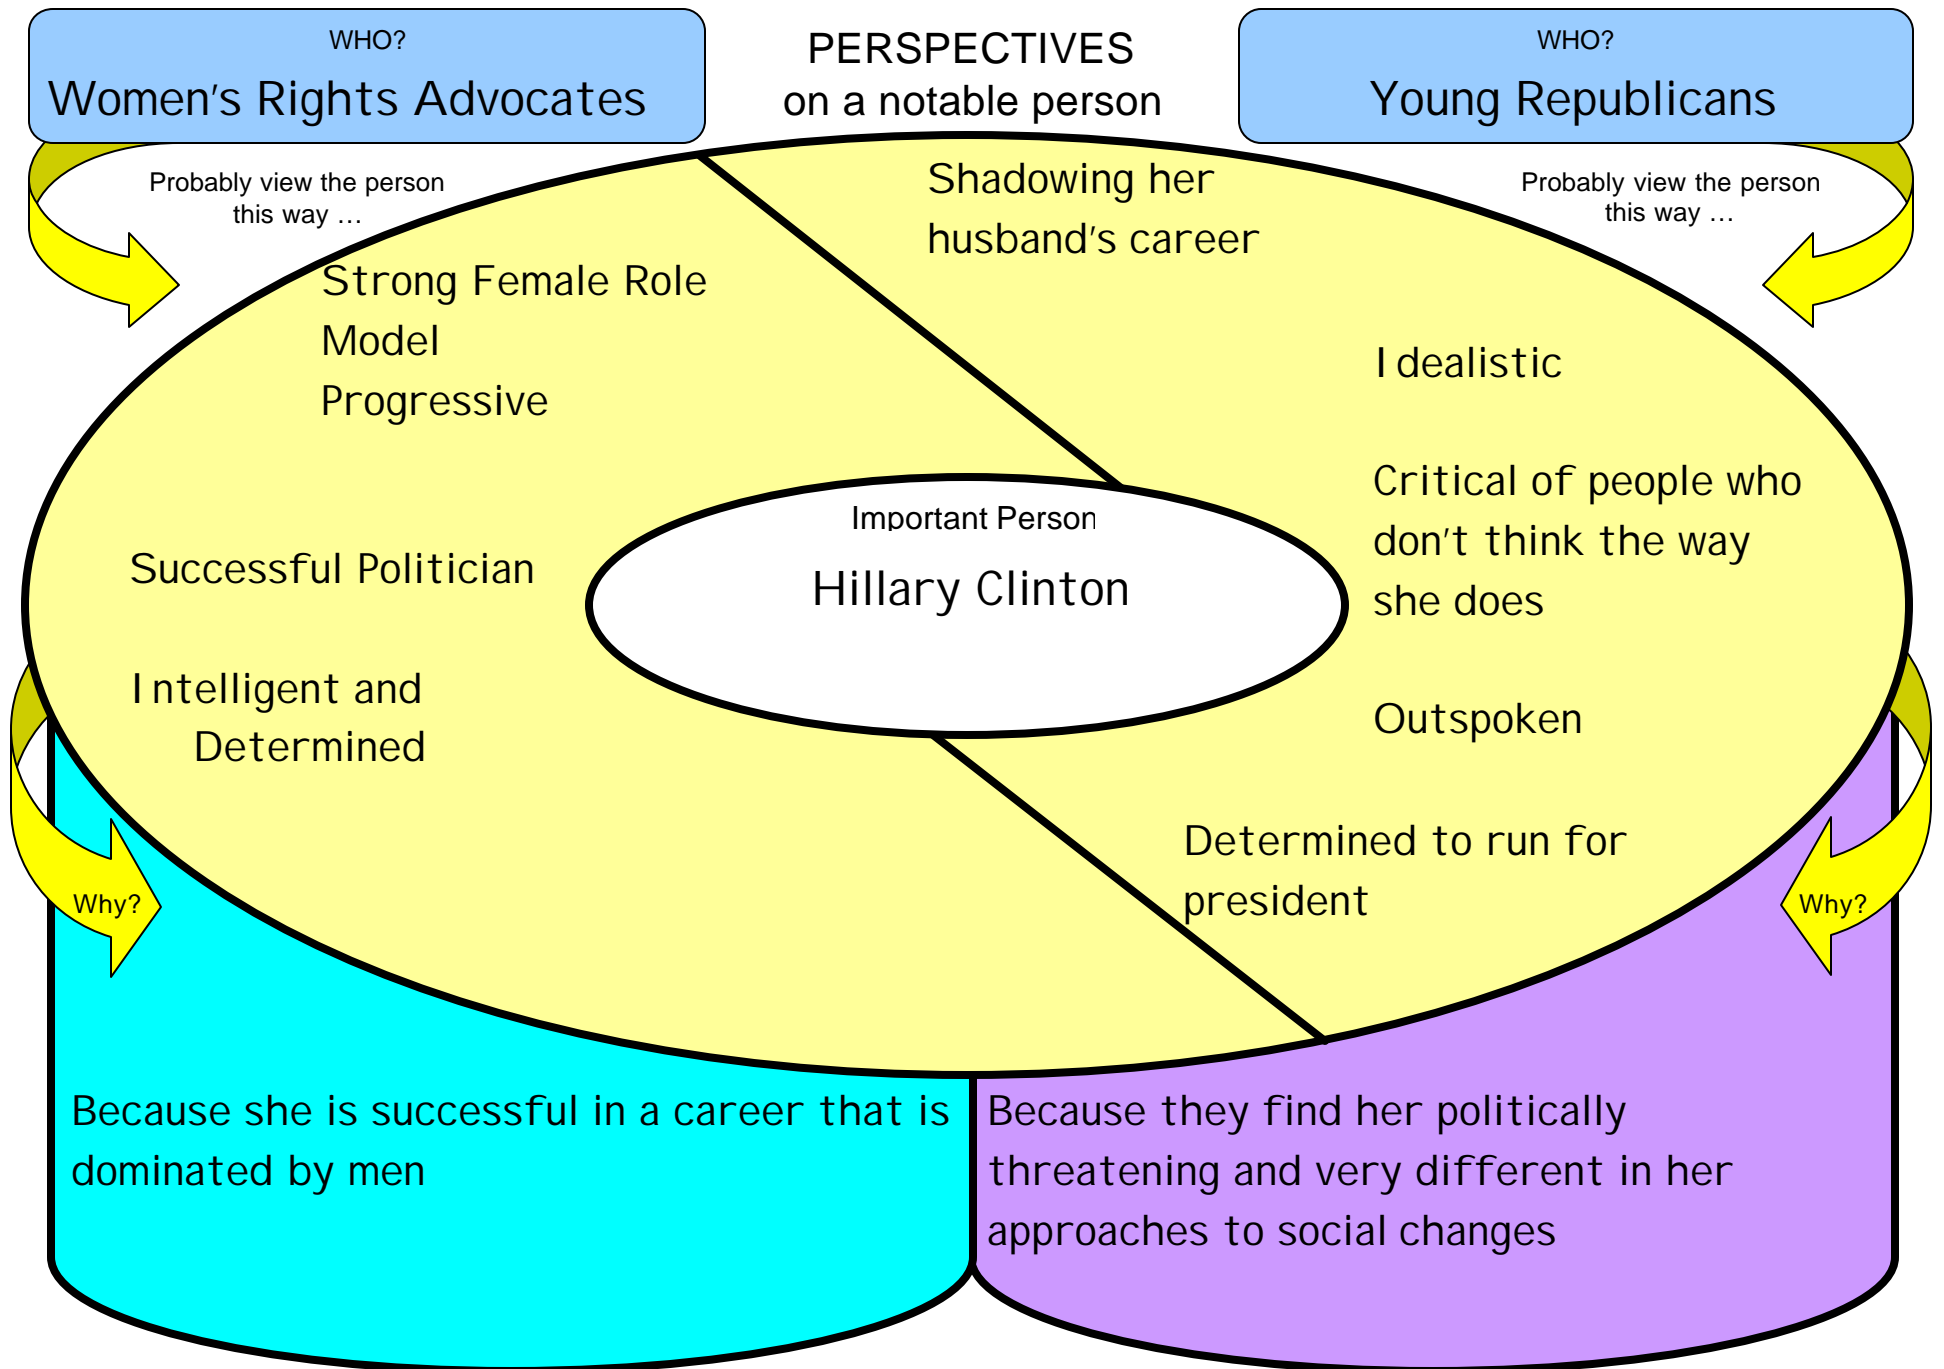 WHO?
Women's Rights Advocates
PERSPECTIVES
on a notable person
WHO?
Young Republicans
Probably view the person
this way …
Probably view the person
this way …
Strong Female Role
Model
Progressive
Successful Politician
Intelligent and
Determined
Shadowing her
husband's career
Idealistic
Critical of people who
don't think the way
she does
Outspoken
Determined to run for
president
Important Person
Hillary Clinton
Why?
Why?
Because she is successful in a career that is
dominated by men
Because they find her politically
threatening and very different in her
approaches to social changes